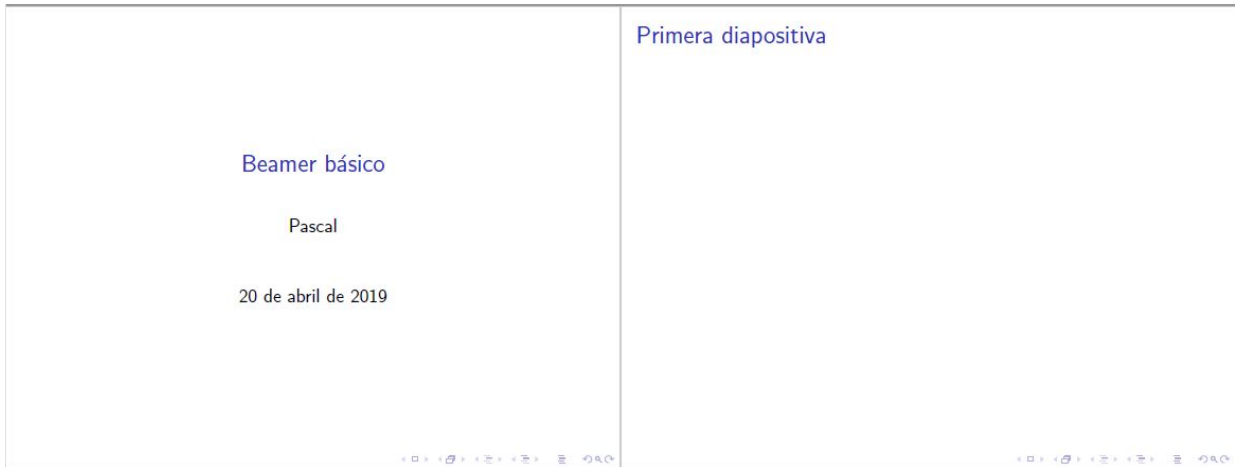 Beamer básico
Pascal
20 de abril de 2019
Primera diapositiva